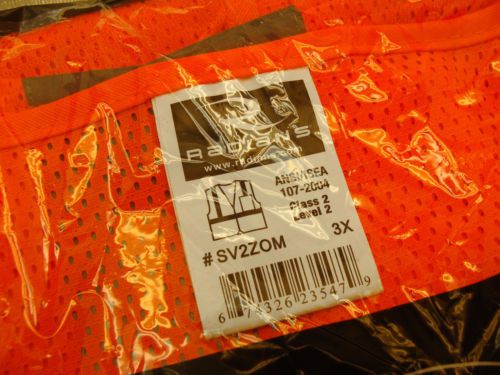 RADIANS
www.radians.com
ANSI/ISEA
107-2004
Class 2
Level 2
3X
# SV2ZOM
6 74326 23547 9